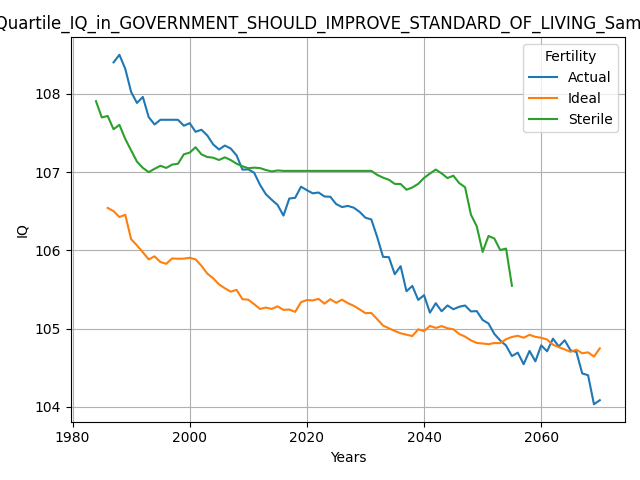 Quartile_IQ_in_GOVERNMENT_SHOULD_IMPROVE_STANDARD_OF_LIVING_Sam
Fertility
Actual
Ideal
Sterile
108
107
106
105
104
IQ
1980
2000
2020
2040
2060
Years